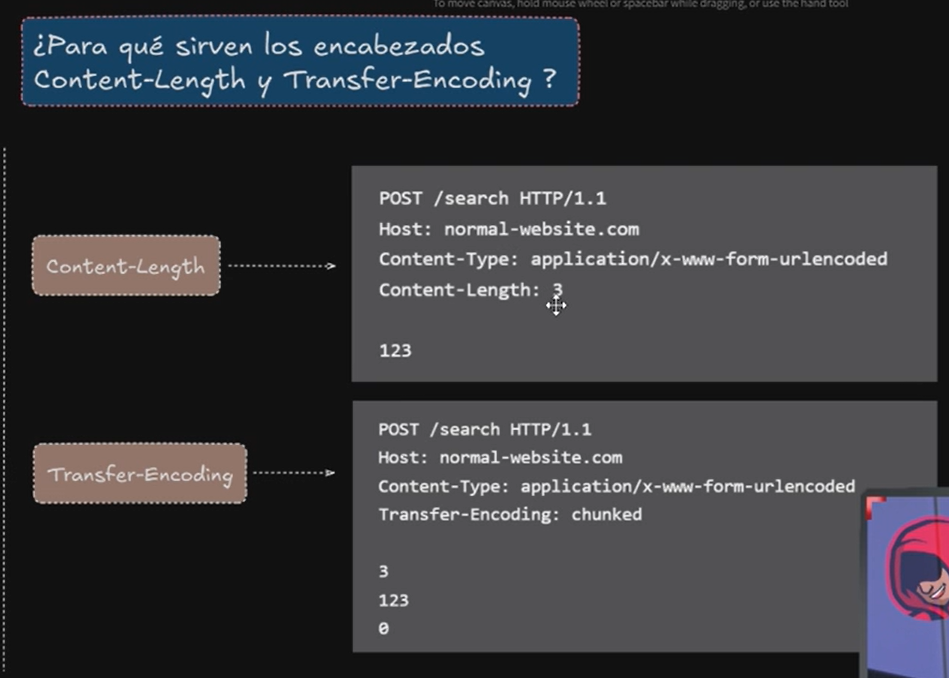 To move canvas, hold mouse wheel or spacebar while dragging, or use the hand tool
¿Para qué sirven los encabezados
Content-Length y Transfer-Encoding ?
Content-Length
POST /search HTTP/1.1
Host: normal-website.com
Content-Type: application/x-www-form-urlencoded
Content-Length: 3
123
Transfer-Encoding
POST /search HTTP/1.1
Host: normal-website.com
Content-Type: application/x-www-form-urlencoded
Transfer-Encoding: chunked
3
123
0